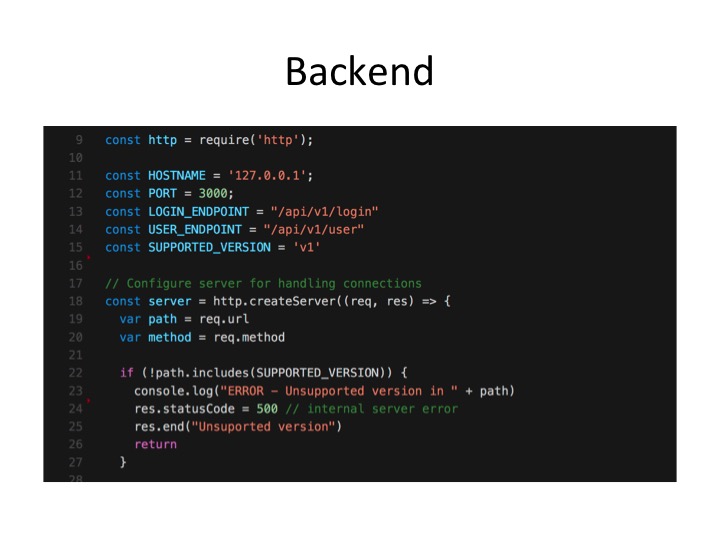 Backend
9 const http = require('http');
10
11 const HOSTNAME = '127.0.0.1';
12 const PORT = 3000;
13 const LOGIN_ENDPOINT = "/api/v1/login"
14 const USER_ENDPOINT = "/api/v1/user"
15 const SUPPORTED_VERSION = 'v1'
16
17 // Configure server for handling connections
18 const server = http.createServer((req, res) => {
19 var path = req.url
20 var method = req.method
21
22 if (!path.includes(SUPPORTED_VERSION)) {
23 console.log("ERROR – Unsupported version in " + path)
24 res.statusCode = 500 // internal server error
25 res.end("Unsuported version")
26 return
27 }
28